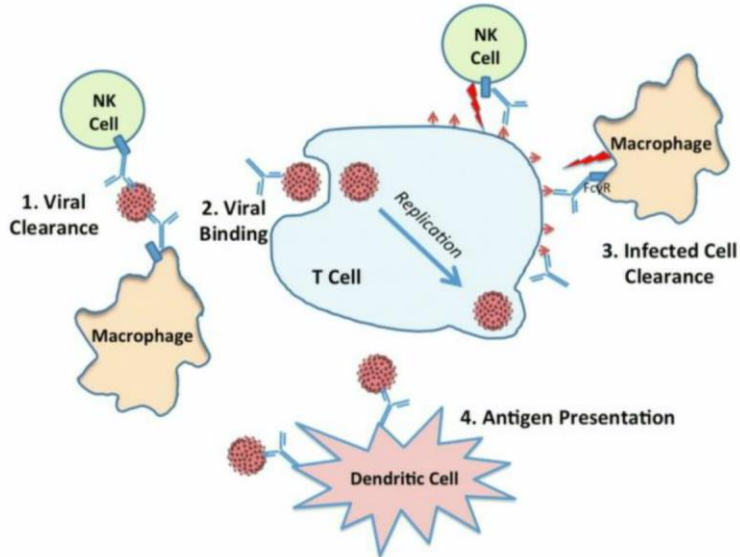 NK
Cell
NK
Cell
Macrophage
FcγR
1. Viral
Clearance
2. Viral
Binding
Replication
T Cell
3. Infected Cell
Clearance
Macrophage
4. Antigen Presentation
Dendritic Cell